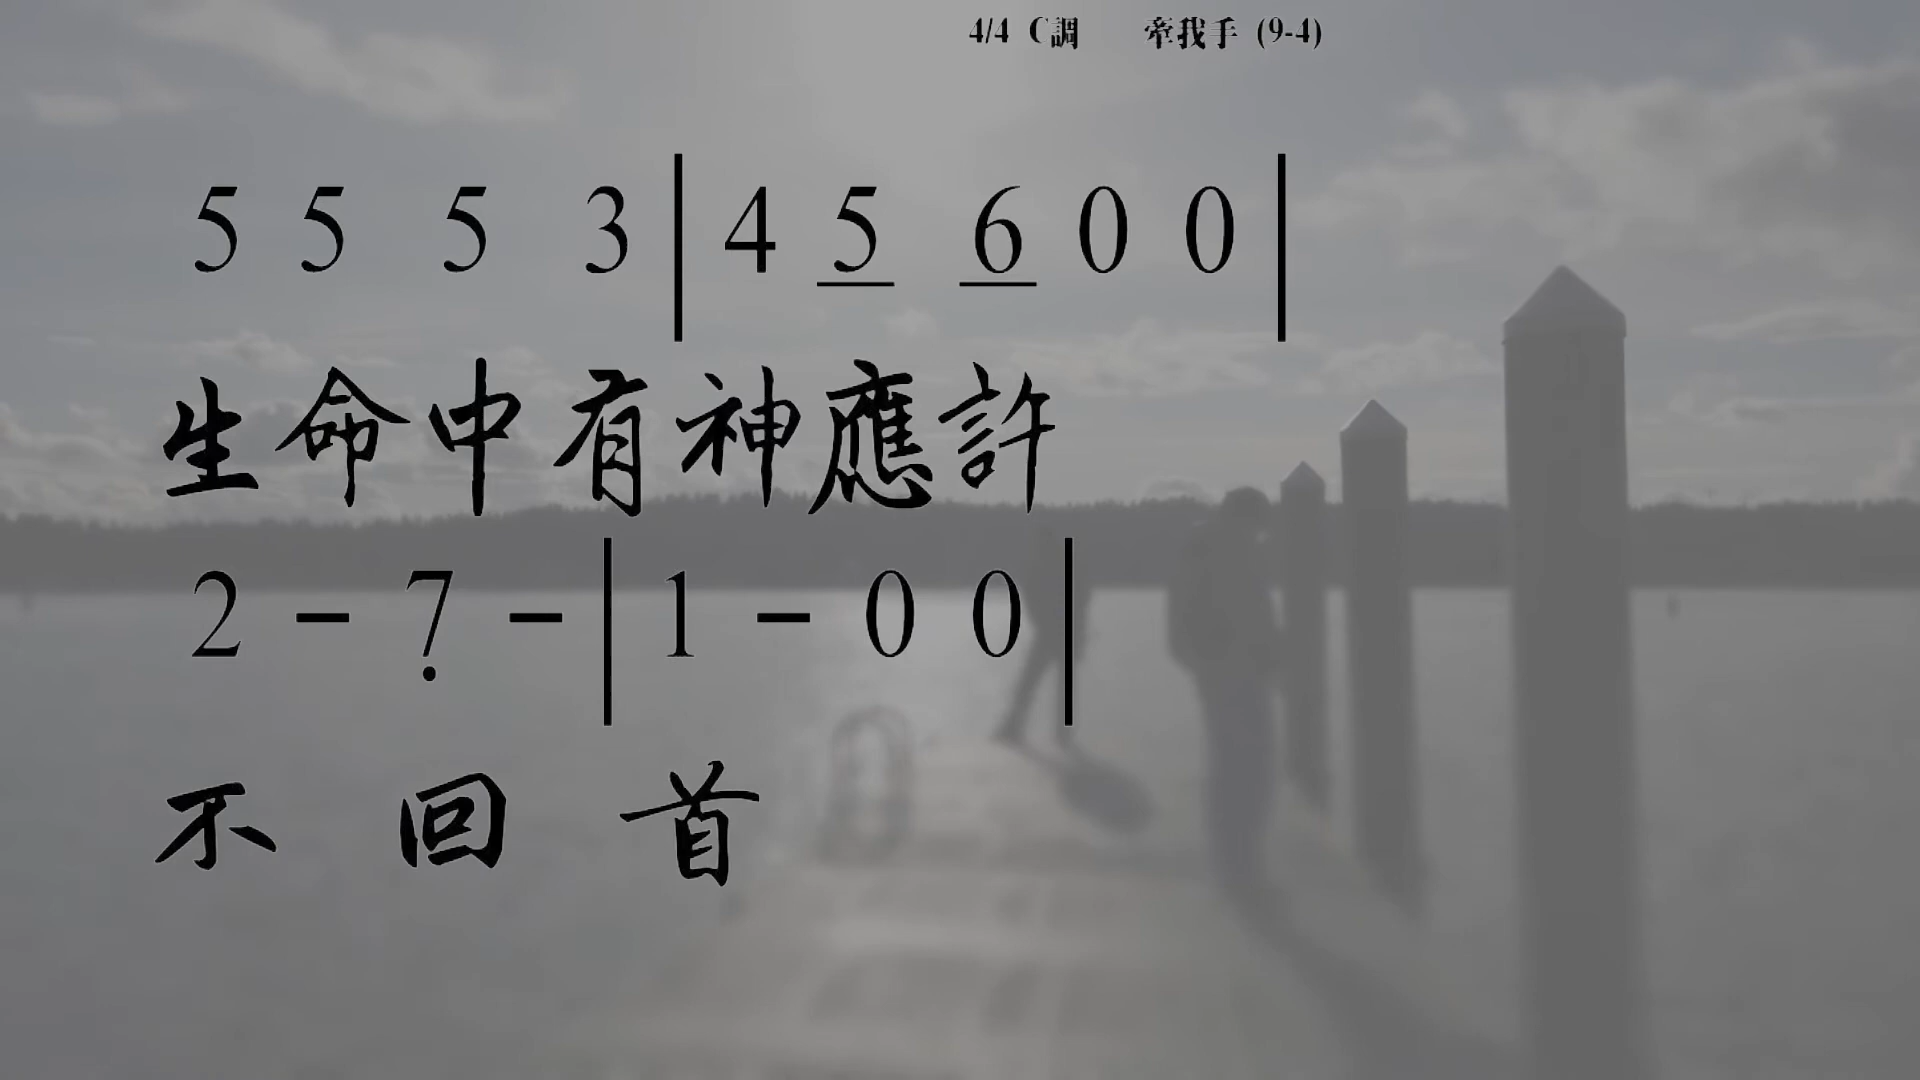 4/4 C調 牽我手 (9-4)
5 5 5 3 | 4 5 6 0 0 |
生命中有神應許
2 - 7̣ - | 1 - 0 0 |
不 回 首